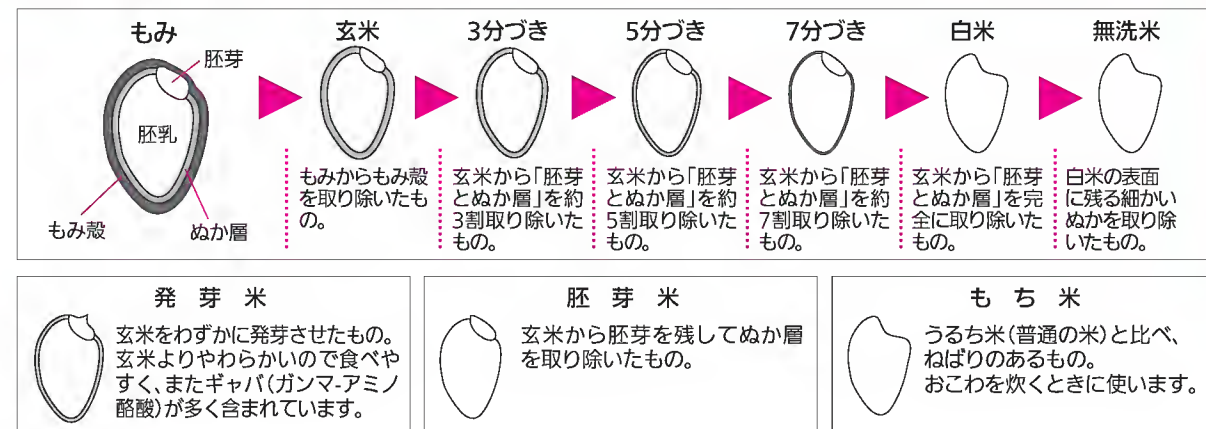 もみ
胚芽
胚乳
もみ殻
ぬか層
玄米
もみからもみ殻
を取り除いたも
の。
3分づき
玄米から「胚芽
とぬか層」を約
3割取り除いた
もの。
5分づき
玄米から「胚芽
とぬか層」を約
5割取り除いた
もの。
7分づき
玄米から「胚芽
とぬか層」を約
7割取り除いた
もの。
白米
玄米から「胚芽
とぬか層」を完
全に取り除いた
もの。
無洗米
白米の表面
に残る細かい
ぬかを取り除
いたもの。
発芽米
玄米をわずかに発芽させたもの。
玄米よりやわらかいので食べや
すく、またギャバ(ガンマ-アミノ
酪酸)が多く含まれています。
胚芽米
玄米から胚芽を残してぬか層
を取り除いたもの。
もち米
うるち米(普通の米)と比べ、
ねばりのあるもの。
おこわを炊くときに使います。